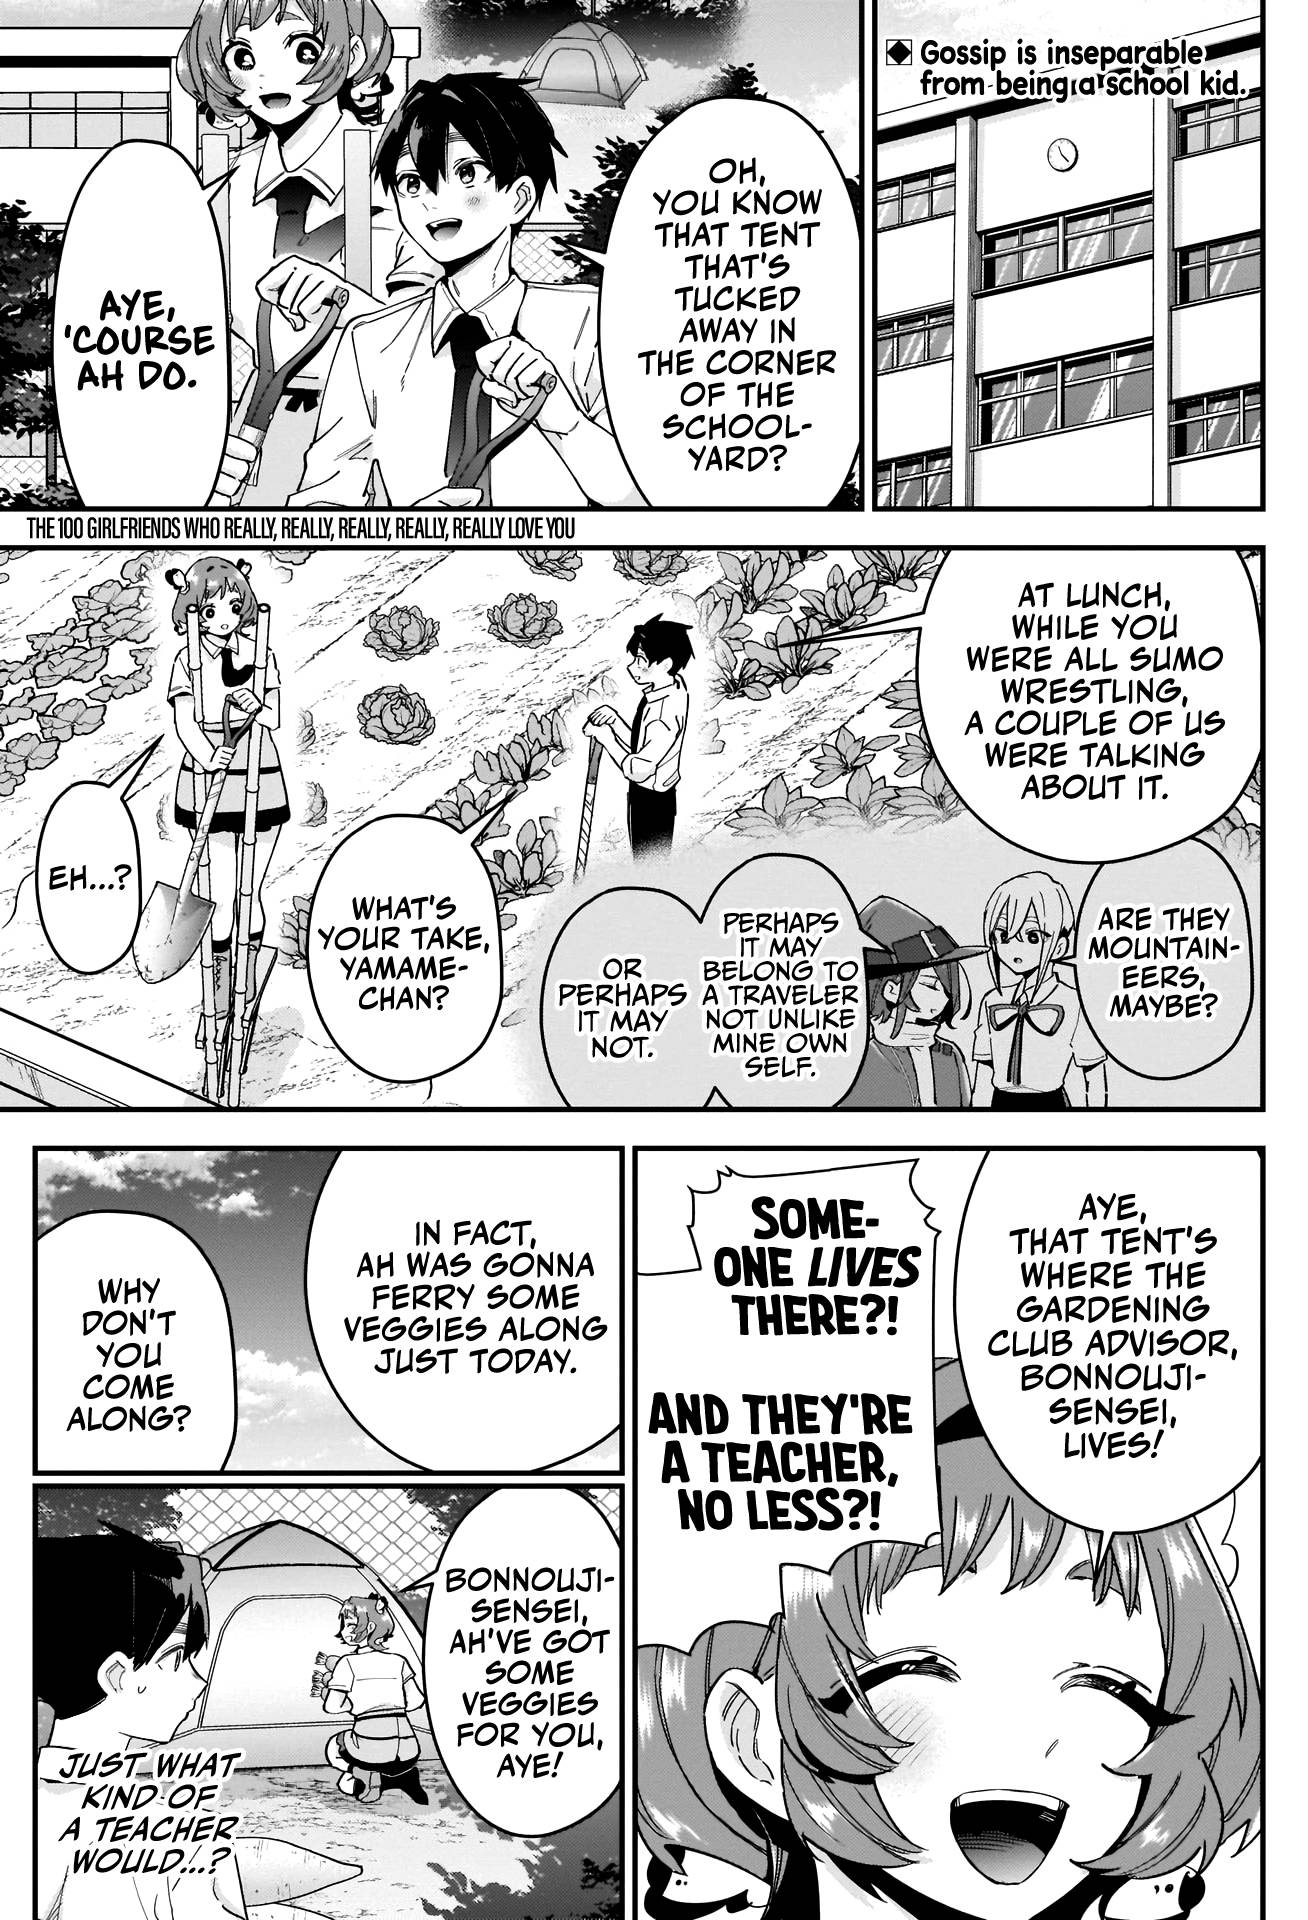 Gossip is inseparable
from being a school kid.
OH,
YOU KNOW
THAT TENT
THAT'S
TUCKED
AWAY IN
THE CORNER
OF THE
SCHOOL-
YARD?
AYE,
'COURSE
AH DO.
THE 100 GIRLFRIENDS WHO REALLY, REALLY, REALLY, REALLY, REALLY LOVE YOU
AT LUNCH,
WHILE YOU
WERE ALL SUMO
WRESTLING,
A COUPLE OF US
WERE TALKING
ABOUT IT.
ARE THEY
MOUNTAIN-
EERS,
MAYBE?
PERHAPS
IT MAY
BELONG TO
A TRAVELER
NOT UNLIKE
MINE OWN
SELF.
OR
PERHAPS
IT MAY
NOT.
WHAT'S
YOUR TAKE,
YAMAME-
CHAN?
EH...?
AYE,
THAT TENT'S
WHERE THE
GARDENING
CLUB ADVISOR,
BONNOUJI-
SENSEI,
LIVES!
SOME-
ONE LIVES
THERE?!
AND THEY'RE
A TEACHER,
NO LESS?!
IN FACT,
AH WAS GONNA
FERRY SOME
VEGGIES ALONG
JUST TODAY.
WHY
DON'T
YOU
COME
ALONG?
BONNOUJI-
SENSEI,
AH'VE GOT
SOME
VEGGIES
FOR YOU,
AYE!
JUST WHAT
KIND OF
A TEACHER
WOULD...?